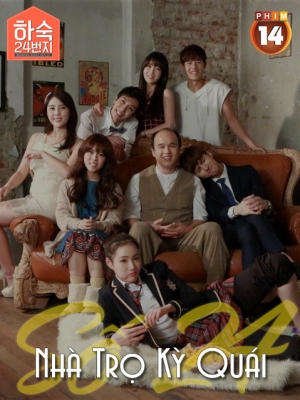 하숙
24번지
PHIM
14
Số 24
NHÀ TRỌ KỲ QUÁI